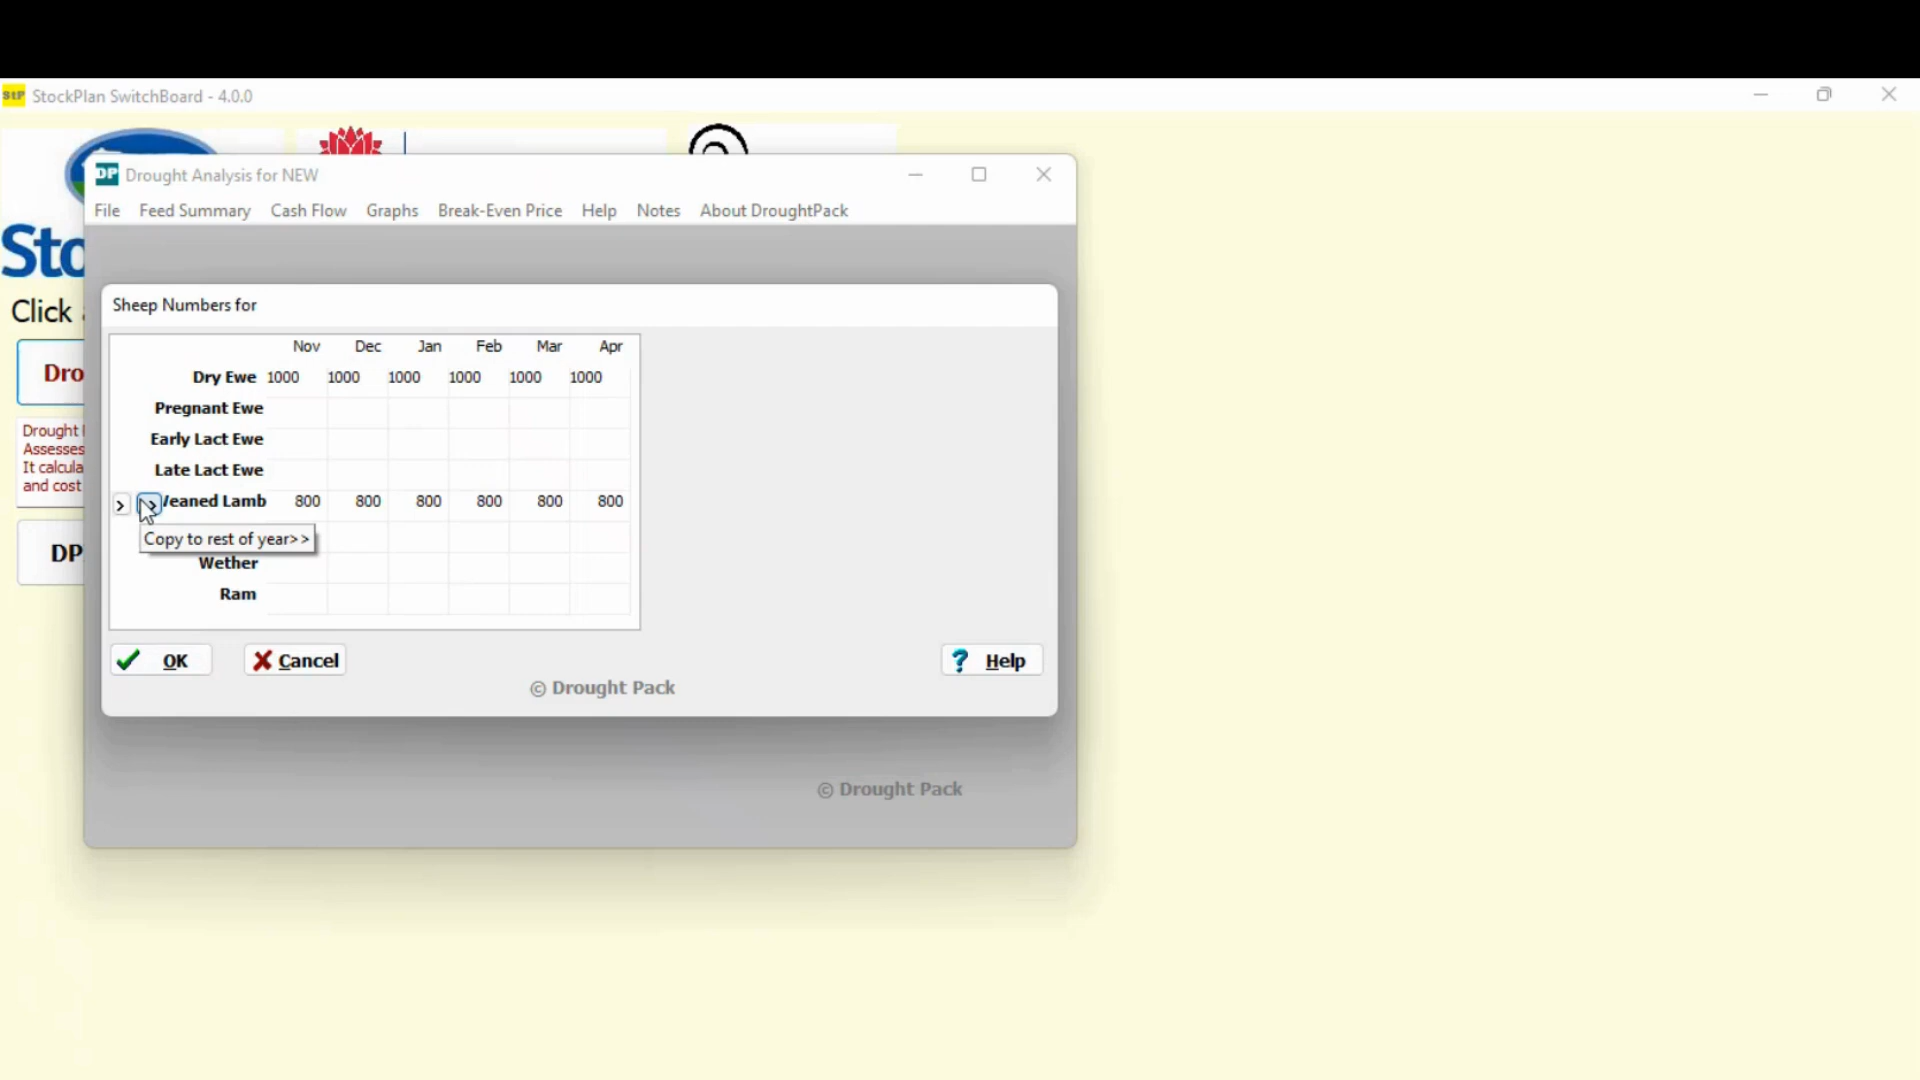 StP StockPlan SwitchBoard - 4.0.0
DP Drought Analysis for NEW
File Feed Summary Cash Flow Graphs Break-Even Price Help Notes About DroughtPack
Click
Sheep Numbers for
Nov Dec Jan Feb Mar Apr
Dry Ewe 1000 1000 1000 1000 1000 1000
Pregnant Ewe
Early Lact Ewe
Late Lact Ewe
> >> eaned Lamb 800 800 800 800 800 800
Copy to rest of year>>
Wether
Ram
OK Cancel ? Help
© Drought Pack
© Drought Pack
Sto
Dro
Drought
Assesses
It calcula
and cost
DP